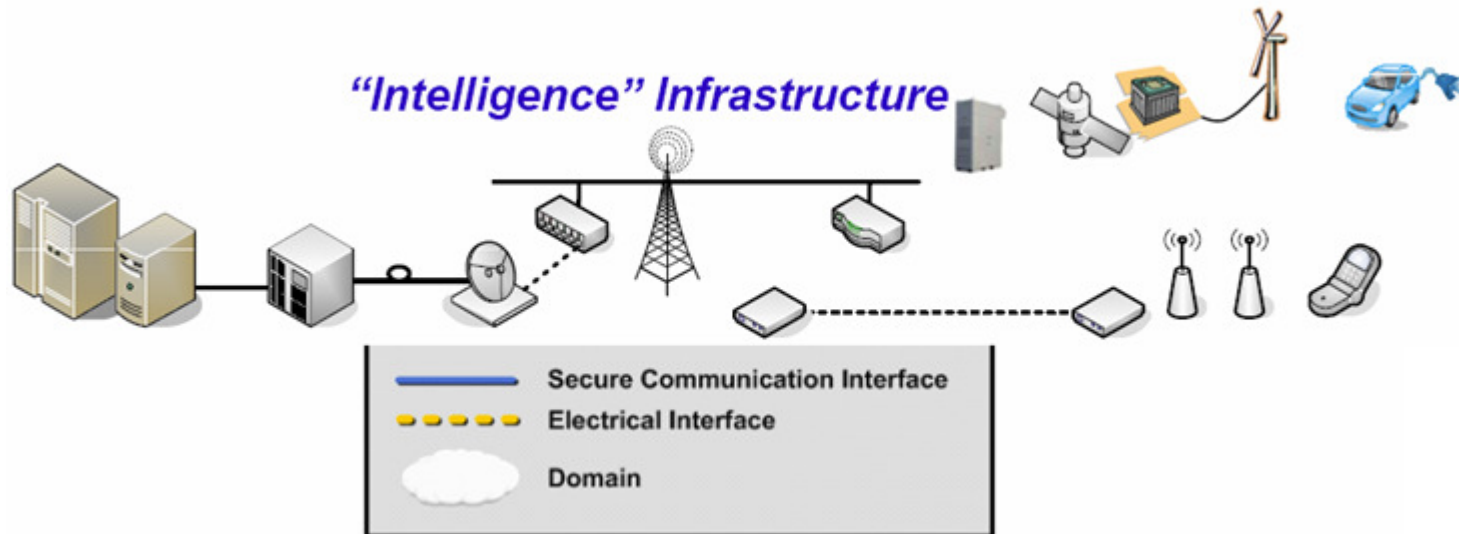 “Intelligence” Infrastructure
Secure Communication Interface
Electrical Interface
Domain